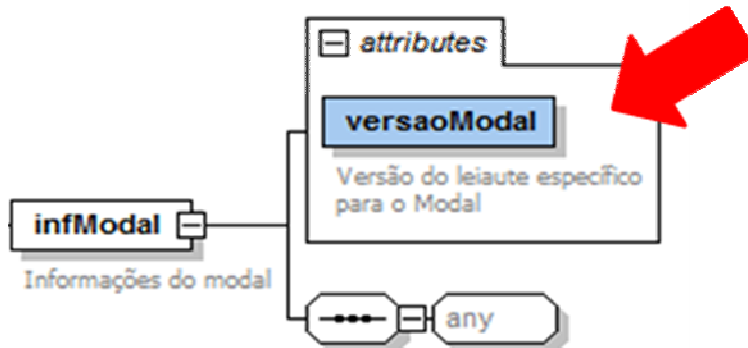 attributes
versaoModal
Versão do leiaute específico
para o Modal
infModal
Informações do modal
any